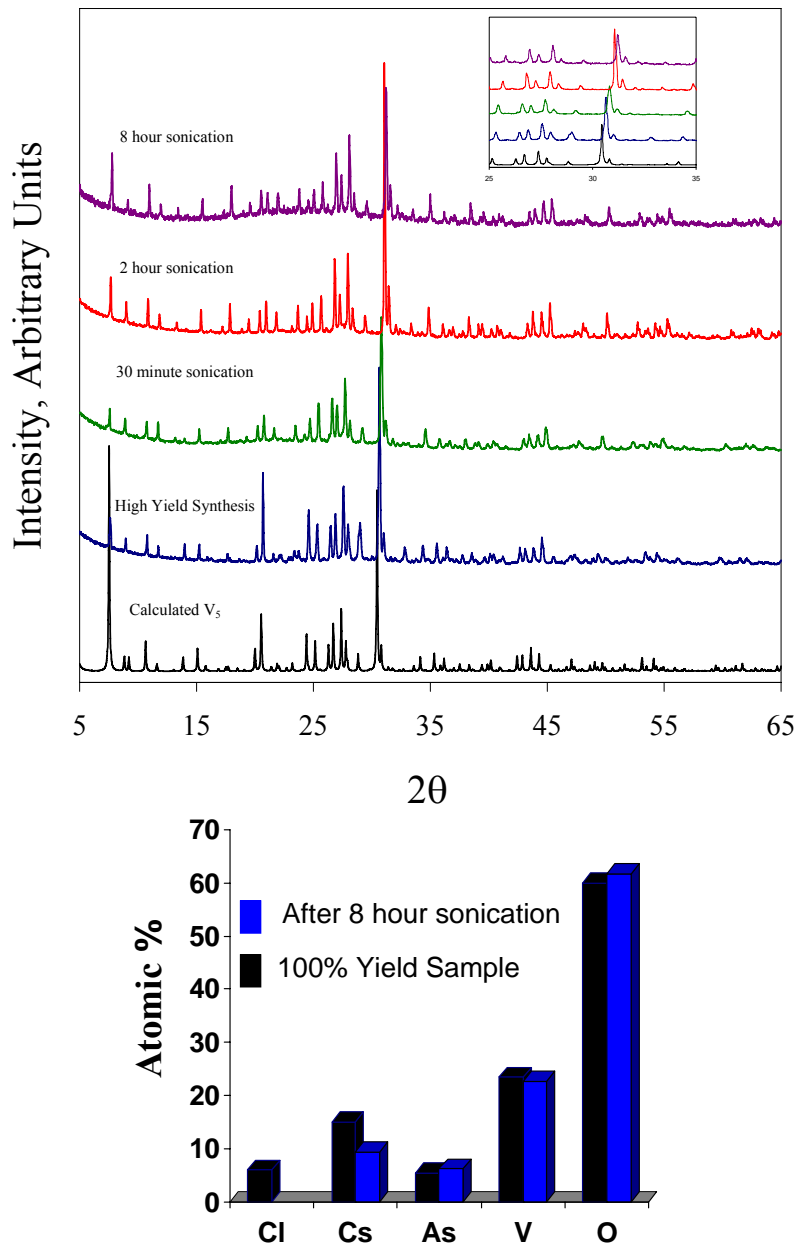 Intensity, Arbitrary Units
8 hour sonication
2 hour sonication
30 minute sonication
High Yield Synthesis
Calculated V₅
25 31 35
5 15 25 35 45 55 65
2θ
Atomic %
70
60
50
40
30
20
10
0
After 8 hour sonication
100% Yield Sample
Cl Cs As V O